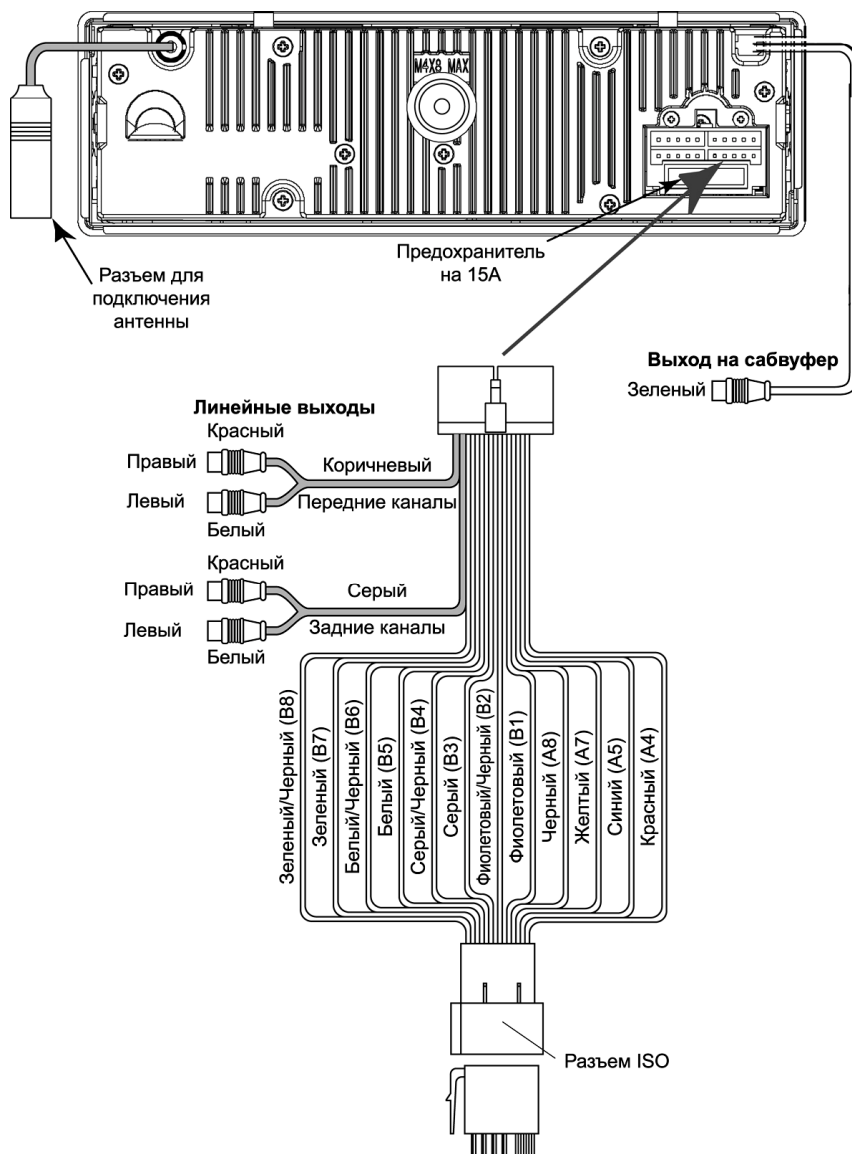 M4X8 MAX
Предохранитель
на 15А
Разъем для
подключения
антенны
Выход на сабвуфер
Зеленый
Линейные выходы
Красный
Правый
Коричневый
Левый
Передние каналы
Белый
Красный
Правый
Серый
Левый
Задние каналы
Белый
Зеленый/Черный (B8)
Зеленый (B7)
Белый/Черный (B6)
Белый (B5)
Серый/Черный (B4)
Серый (B3)
Фиолетовый/Черный (B2)
Фиолетовый (B1)
Черный (A8)
Желтый (A7)
Синий (A5)
Красный (A4)
Разъем ISO